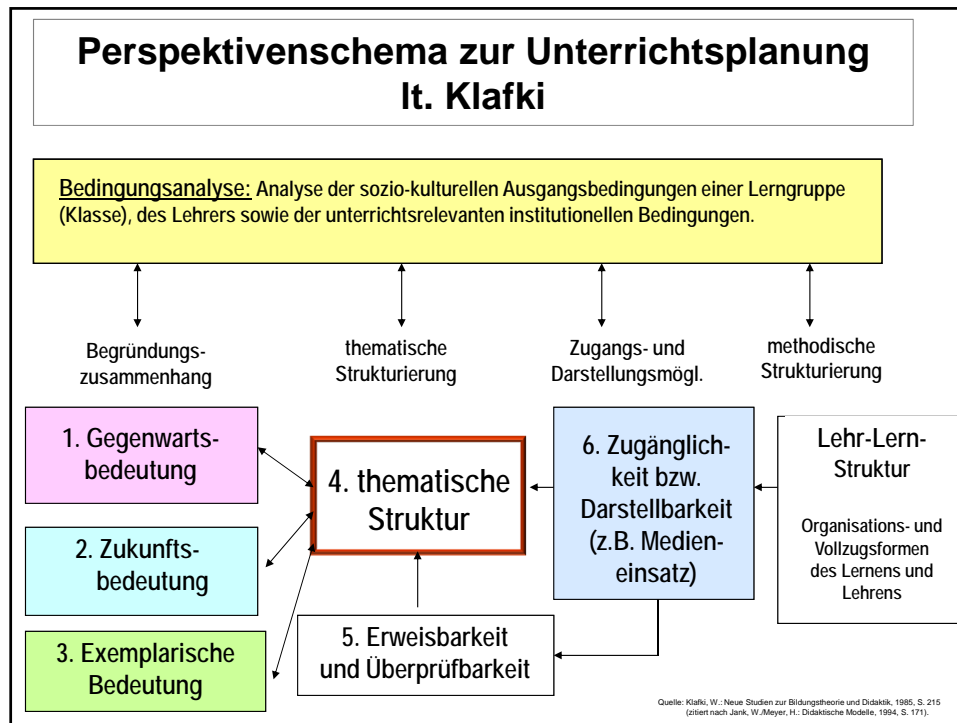 Perspektivenschema zur Unterrichtsplanung
lt. Klafki
Bedingungsanalyse: Analyse der sozio-kulturellen Ausgangsbedingungen einer Lerngruppe
(Klasse), des Lehrers sowie der unterrichtsrelevanten institutionellen Bedingungen.
Begründungs-
zusammenhang
thematische
Strukturierung
Zugangs- und
Darstellungsmögl.
methodische
Strukturierung
1. Gegenwarts-
bedeutung
2. Zukunfts-
bedeutung
3. Exemplarische
Bedeutung
4. thematische
Struktur
5. Erweisbarkeit
und Überprüfbarkeit
6. Zugänglich-
keit bzw.
Darstellbarkeit
(z.B. Medien-
einsatz)
Lehr-Lern-
Struktur
Organisations- und
Vollzugsformen
des Lernens und
Lehrens
Quelle: Klafki, W.: Neue Studien zur Bildungstheorie und Didaktik, 1985, S. 215
(zitiert nach Jank, W./Meyer, H.: Didaktische Modelle, 1994, S. 171).